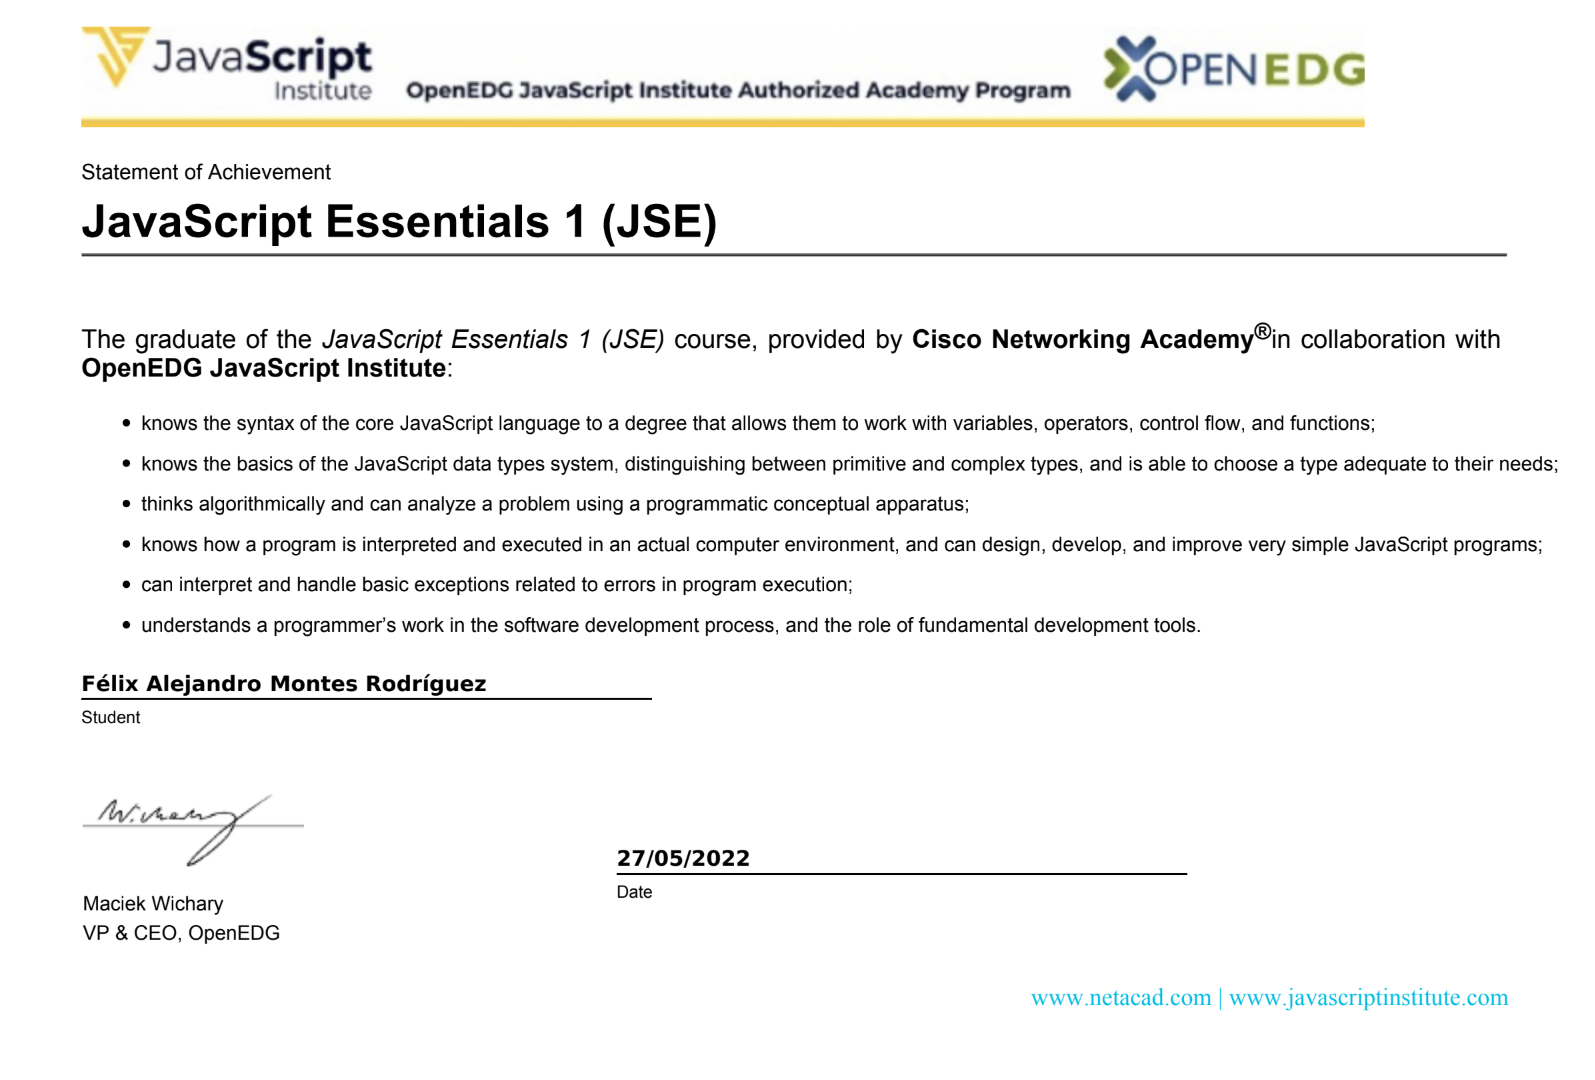 JavaScript
Institute
OpenEDG JavaScript Institute Authorized Academy Program
OPENEDG
Statement of Achievement
JavaScript Essentials 1 (JSE)
The graduate of the JavaScript Essentials 1 (JSE) course, provided by Cisco Networking Academy®in collaboration with
OpenEDG JavaScript Institute:
• knows the syntax of the core JavaScript language to a degree that allows them to work with variables, operators, control flow, and functions;
• knows the basics of the JavaScript data types system, distinguishing between primitive and complex types, and is able to choose a type adequate to their needs;
• thinks algorithmically and can analyze a problem using a programmatic conceptual apparatus;
• knows how a program is interpreted and executed in an actual computer environment, and can design, develop, and improve very simple JavaScript programs;
• can interpret and handle basic exceptions related to errors in program execution;
• understands a programmer’s work in the software development process, and the role of fundamental development tools.
Félix Alejandro Montes Rodríguez
Student
27/05/2022
Date
Maciek Wichary
VP & CEO, OpenEDG
www.netacad.com | www.javascriptinstitute.com